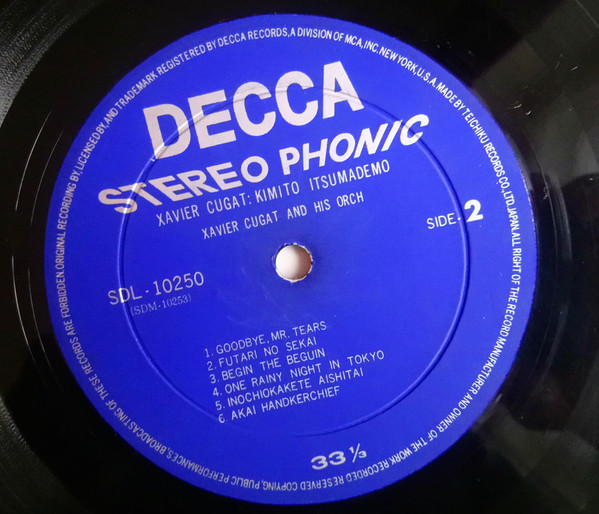 DECCA
STEREO PHONIC
XAVIER CUGAT: KIMITO ITSUMADEMO
XAVIER CUGAT AND HIS ORCH
SIDE-2
SDL-10250
(SDM-10253)
1. GOODBYE, MR. TEARS
2. FUTARI NO SEKAI
3. BEGIN THE BEGUIN
4. ONE RAINY NIGHT IN TOKYO
5. INOCHIOKAKETE AISHITAI
6. AKAI HANDKERCHIEF
33 ⅓
LICENSED BY, AND TRADEMARK REGISTERED BY DECCA RECORDS, A DIVISION OF MCA, INC. NEW YORK, U.S.A. MADE BY TEICHIKU RECORDS CO., LTD. JAPAN. ALL RIGHT OF THE RECORD MANUFACTURER AND OWNER OF THE WORK RECORDED RESERVED COPYING, PUBLIC PERFORMANCES, BROADCASTING OF THESE RECORDS ARE FORBIDDEN. ORIGINAL RECORDING BY,